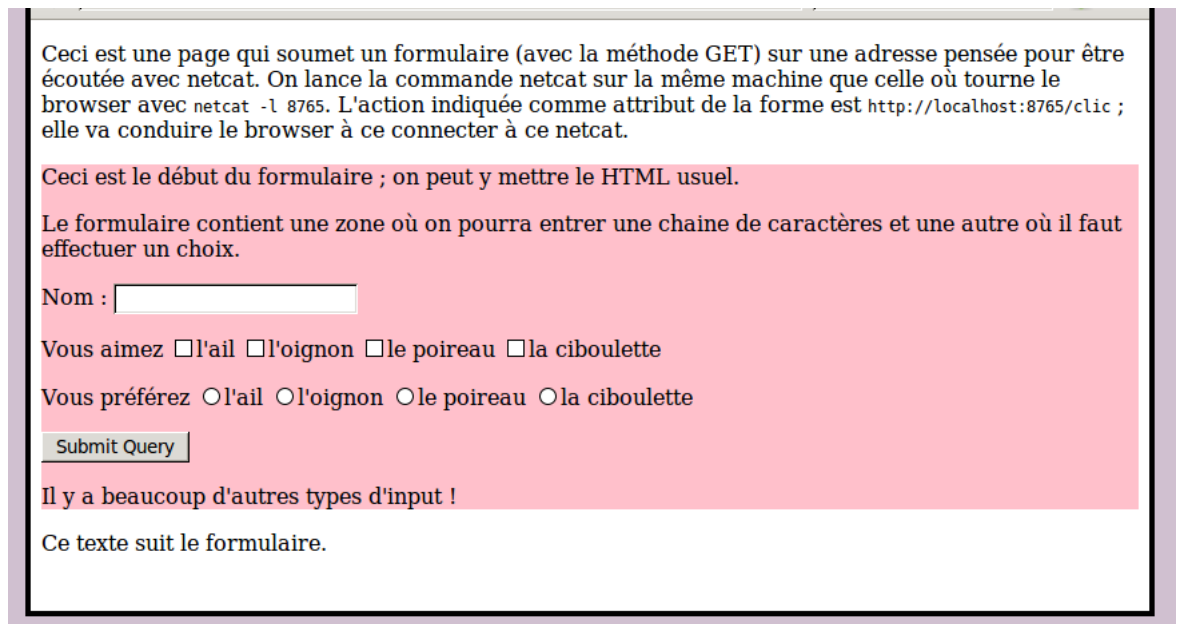 Ceci est une page qui soumet un formulaire (avec la méthode GET) sur une adresse pensée pour être
écoutée avec netcat. On lance la commande netcat sur la même machine que celle où tourne le
browser avec netcat -l 8765. L'action indiquée comme attribut de la forme est http://localhost:8765/clic ;
elle va conduire le browser à ce connecter à ce netcat.
Ceci est le début du formulaire ; on peut y mettre le HTML usuel.
Le formulaire contient une zone où on pourra entrer une chaine de caractères et une autre où il faut
effectuer un choix.
Nom :
Vous aimez l'ail l'oignon le poireau la ciboulette
Vous préférez l'ail l'oignon le poireau la ciboulette
Submit Query
Il y a beaucoup d'autres types d'input !
Ce texte suit le formulaire.